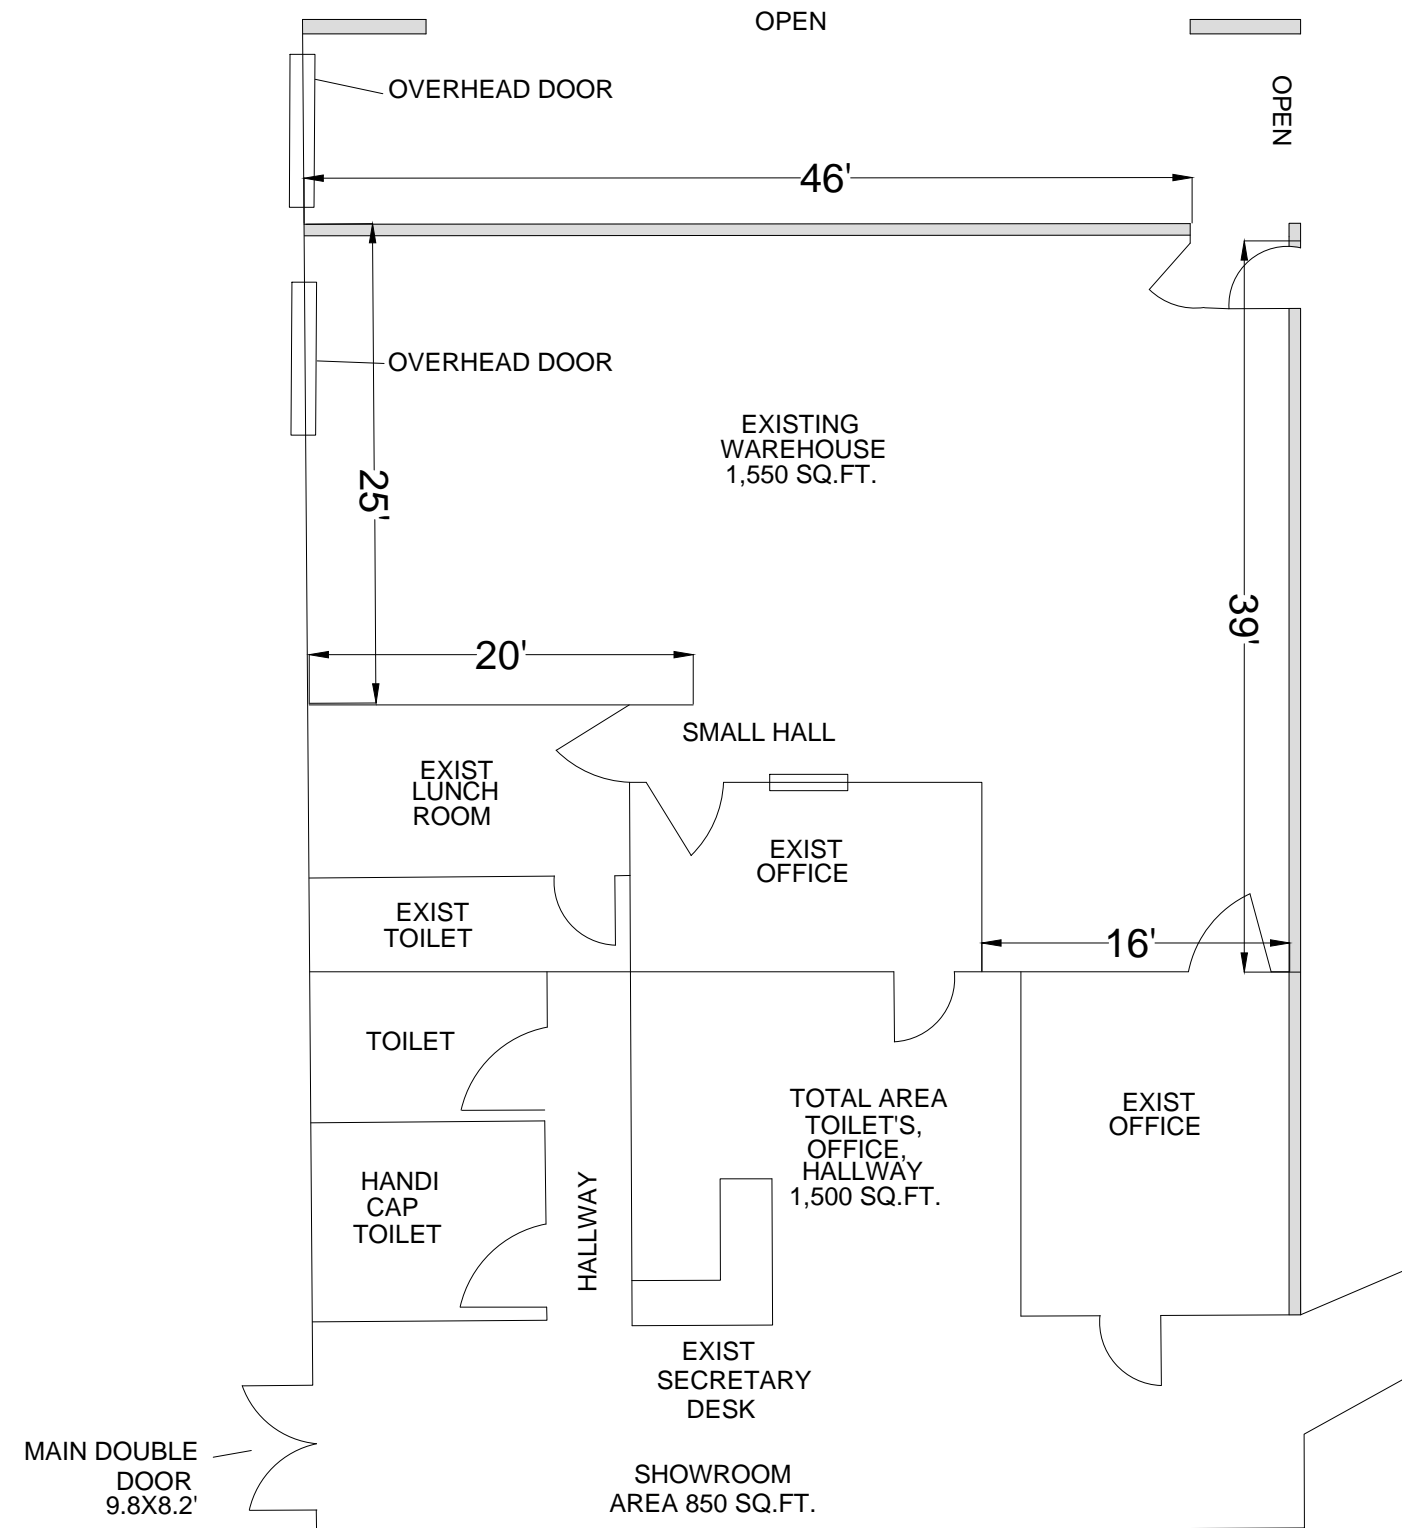 OPEN
OPEN
OVERHEAD DOOR
46'
OVERHEAD DOOR
EXISTING
WAREHOUSE
1,550 SQ.FT.
25'
39'
20'
SMALL HALL
EXIST
LUNCH
ROOM
EXIST
OFFICE
EXIST
TOILET
16'
TOILET
TOTAL AREA
TOILET'S,
OFFICE,
HALLWAY
1,500 SQ.FT.
EXIST
OFFICE
HANDI
CAP
TOILET
HALLWAY
EXIST
SECRETARY
DESK
MAIN DOUBLE
DOOR
9.8X8.2'
SHOWROOM
AREA 850 SQ.FT.